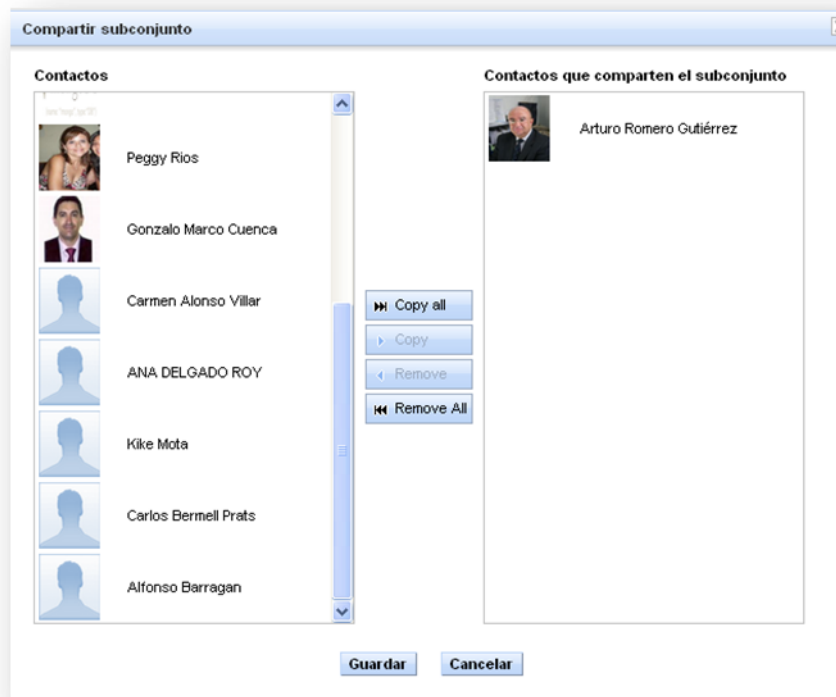 Compartir subconjunto
Contactos
Contactos que comparten el subconjunto
Peggy Rios
Gonzalo Marco Cuenca
Carmen Alonso Villar
ANA DELGADO ROY
Kike Mota
Carlos Bermell Prats
Alfonso Barragan
Copy all
Copy
Remove
Remove All
Arturo Romero Gutiérrez
Guardar
Cancelar